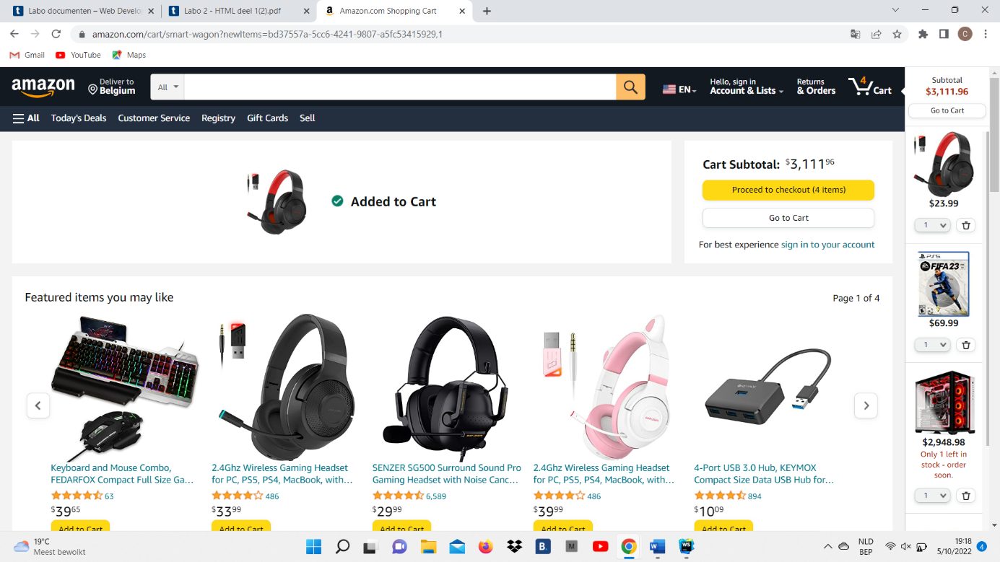 Labo documenten – Web Develo
Labo 2 - HTML deel 1(2).pdf
Amazon.com Shopping Cart
amazon.com/cart/smart-wagon?newItems=bd37557a-5cc6-4241-9807-a5fc53415929,1
C
Gmail
YouTube
Maps
amazon
Deliver to
Belgium
All
EN
Hello, sign in
Account & Lists
Returns
& Orders
4
Cart
All
Today's Deals
Customer Service
Registry
Gift Cards
Sell
Added to Cart
Cart Subtotal: $3,11196
Proceed to checkout (4 items)
Go to Cart
For best experience sign in to your account
Subtotal
$3,111.96
Go to Cart
$23.99
1
PS5
EA
FIFA 23
$69.99
1
$2,948.98
Only 1 left in
stock - order
soon.
1
Featured items you may like
Page 1 of 4
Keyboard and Mouse Combo,
FEDARFOX Compact Full Size Ga...
63
$3965
Add to Cart
2.4Ghz Wireless Gaming Headset
for PC, PS5, PS4, MacBook, with...
486
$3399
Add to Cart
SENZER SG500 Surround Sound Pro
Gaming Headset with Noise Canc...
6,589
$2999
Add to Cart
2.4Ghz Wireless Gaming Headset
for PC, PS5, PS4, MacBook, with...
486
$3999
Add to Cart
4-Port USB 3.0 Hub, KEYMOX
Compact Size Data USB Hub for...
894
$1009
Add to Cart
19°C
Meest bewolkt
B.
M
W
WS
NLD
BEP
19:18
5/10/2022
4